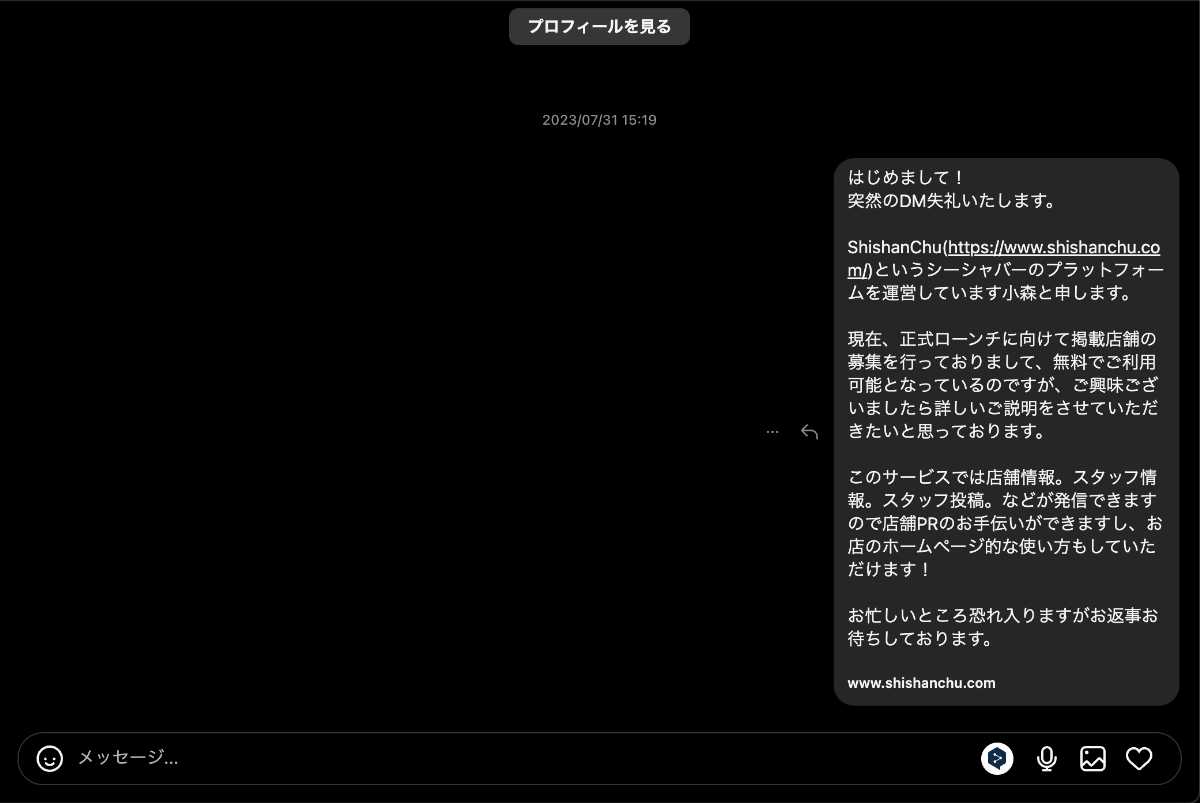 プロフィールを見る
2023/07/31 15:19
はじめまして！
突然のDM失礼いたします。
ShishanChu(https://www.shishanchu.co
m/)というシーシャバーのプラットフォー
ムを運営しています小森と申します。
現在、正式ローンチに向けて掲載店舗の
募集を行っておりまして、無料でご利用
可能となっているのですが、ご興味ござ
いましたら詳しいご説明をさせていただ
きたいと思っております。
このサービスでは店舗情報。スタッフ情
報。スタッフ投稿。などが発信できます
ので店舗PRのお手伝いができますし、お
店のホームページ的な使い方もしていた
だけます！
お忙しいところ恐れ入りますがお返事お
待ちしております。
www.shishanchu.com
メッセージ...